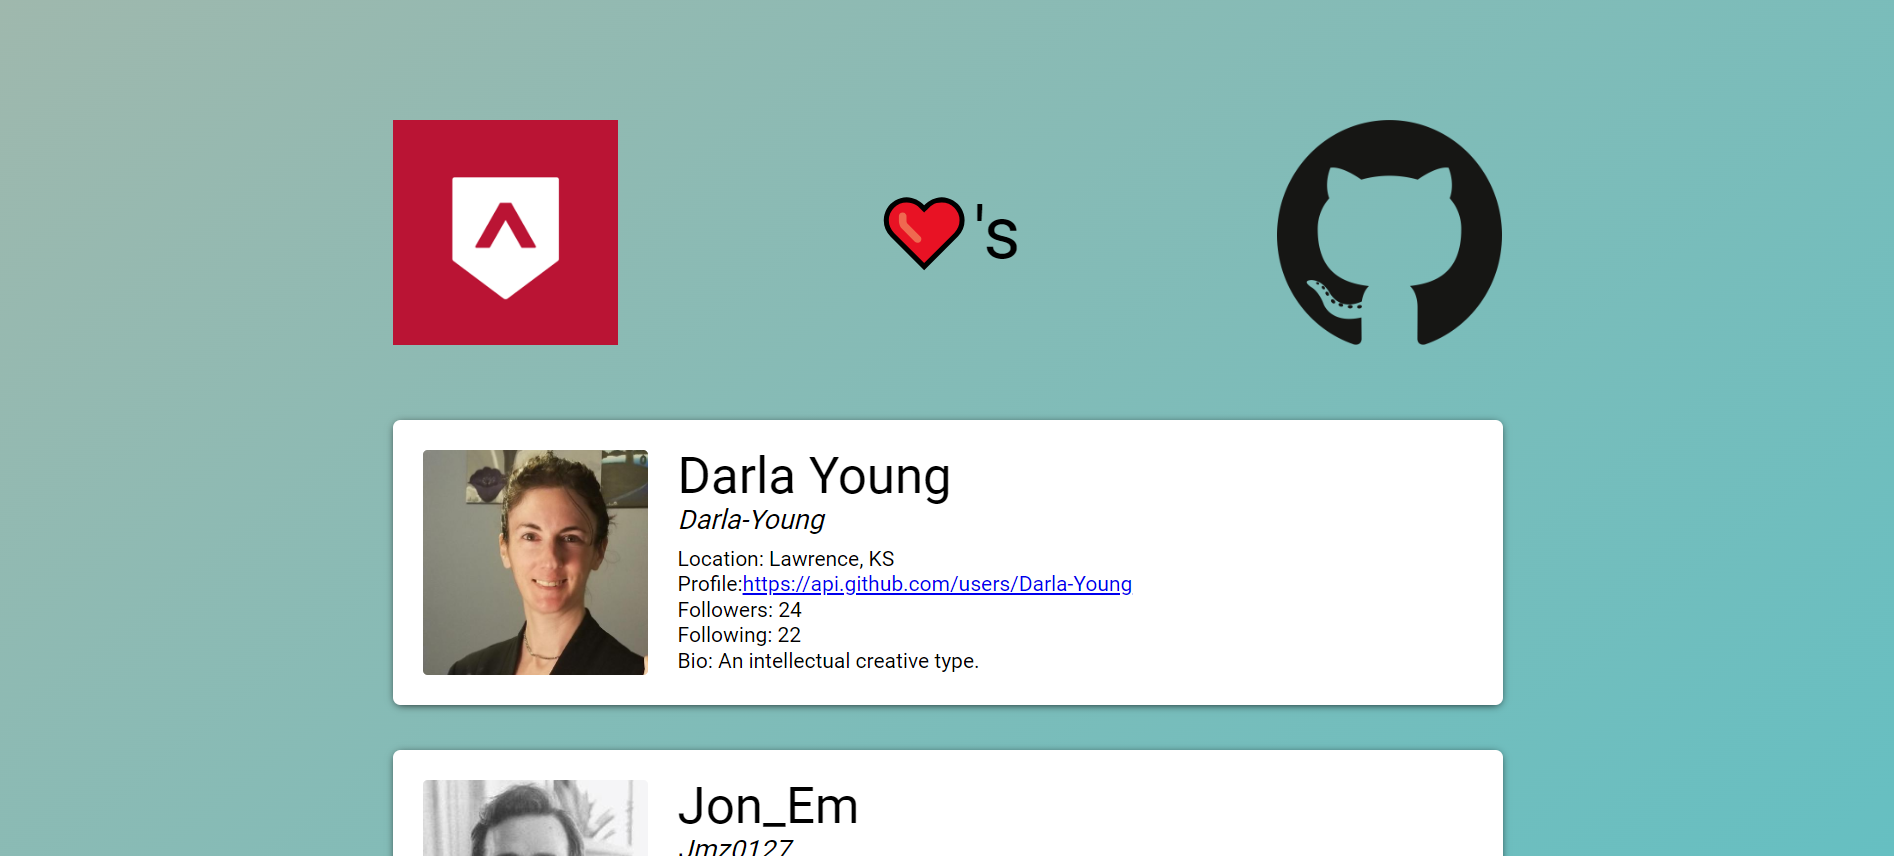 ❤️'s
Darla Young
Darla-Young
Location: Lawrence, KS
Profile:https://api.github.com/users/Darla-Young
Followers: 24
Following: 22
Bio: An intellectual creative type.
Jon_Em
Jmz0127